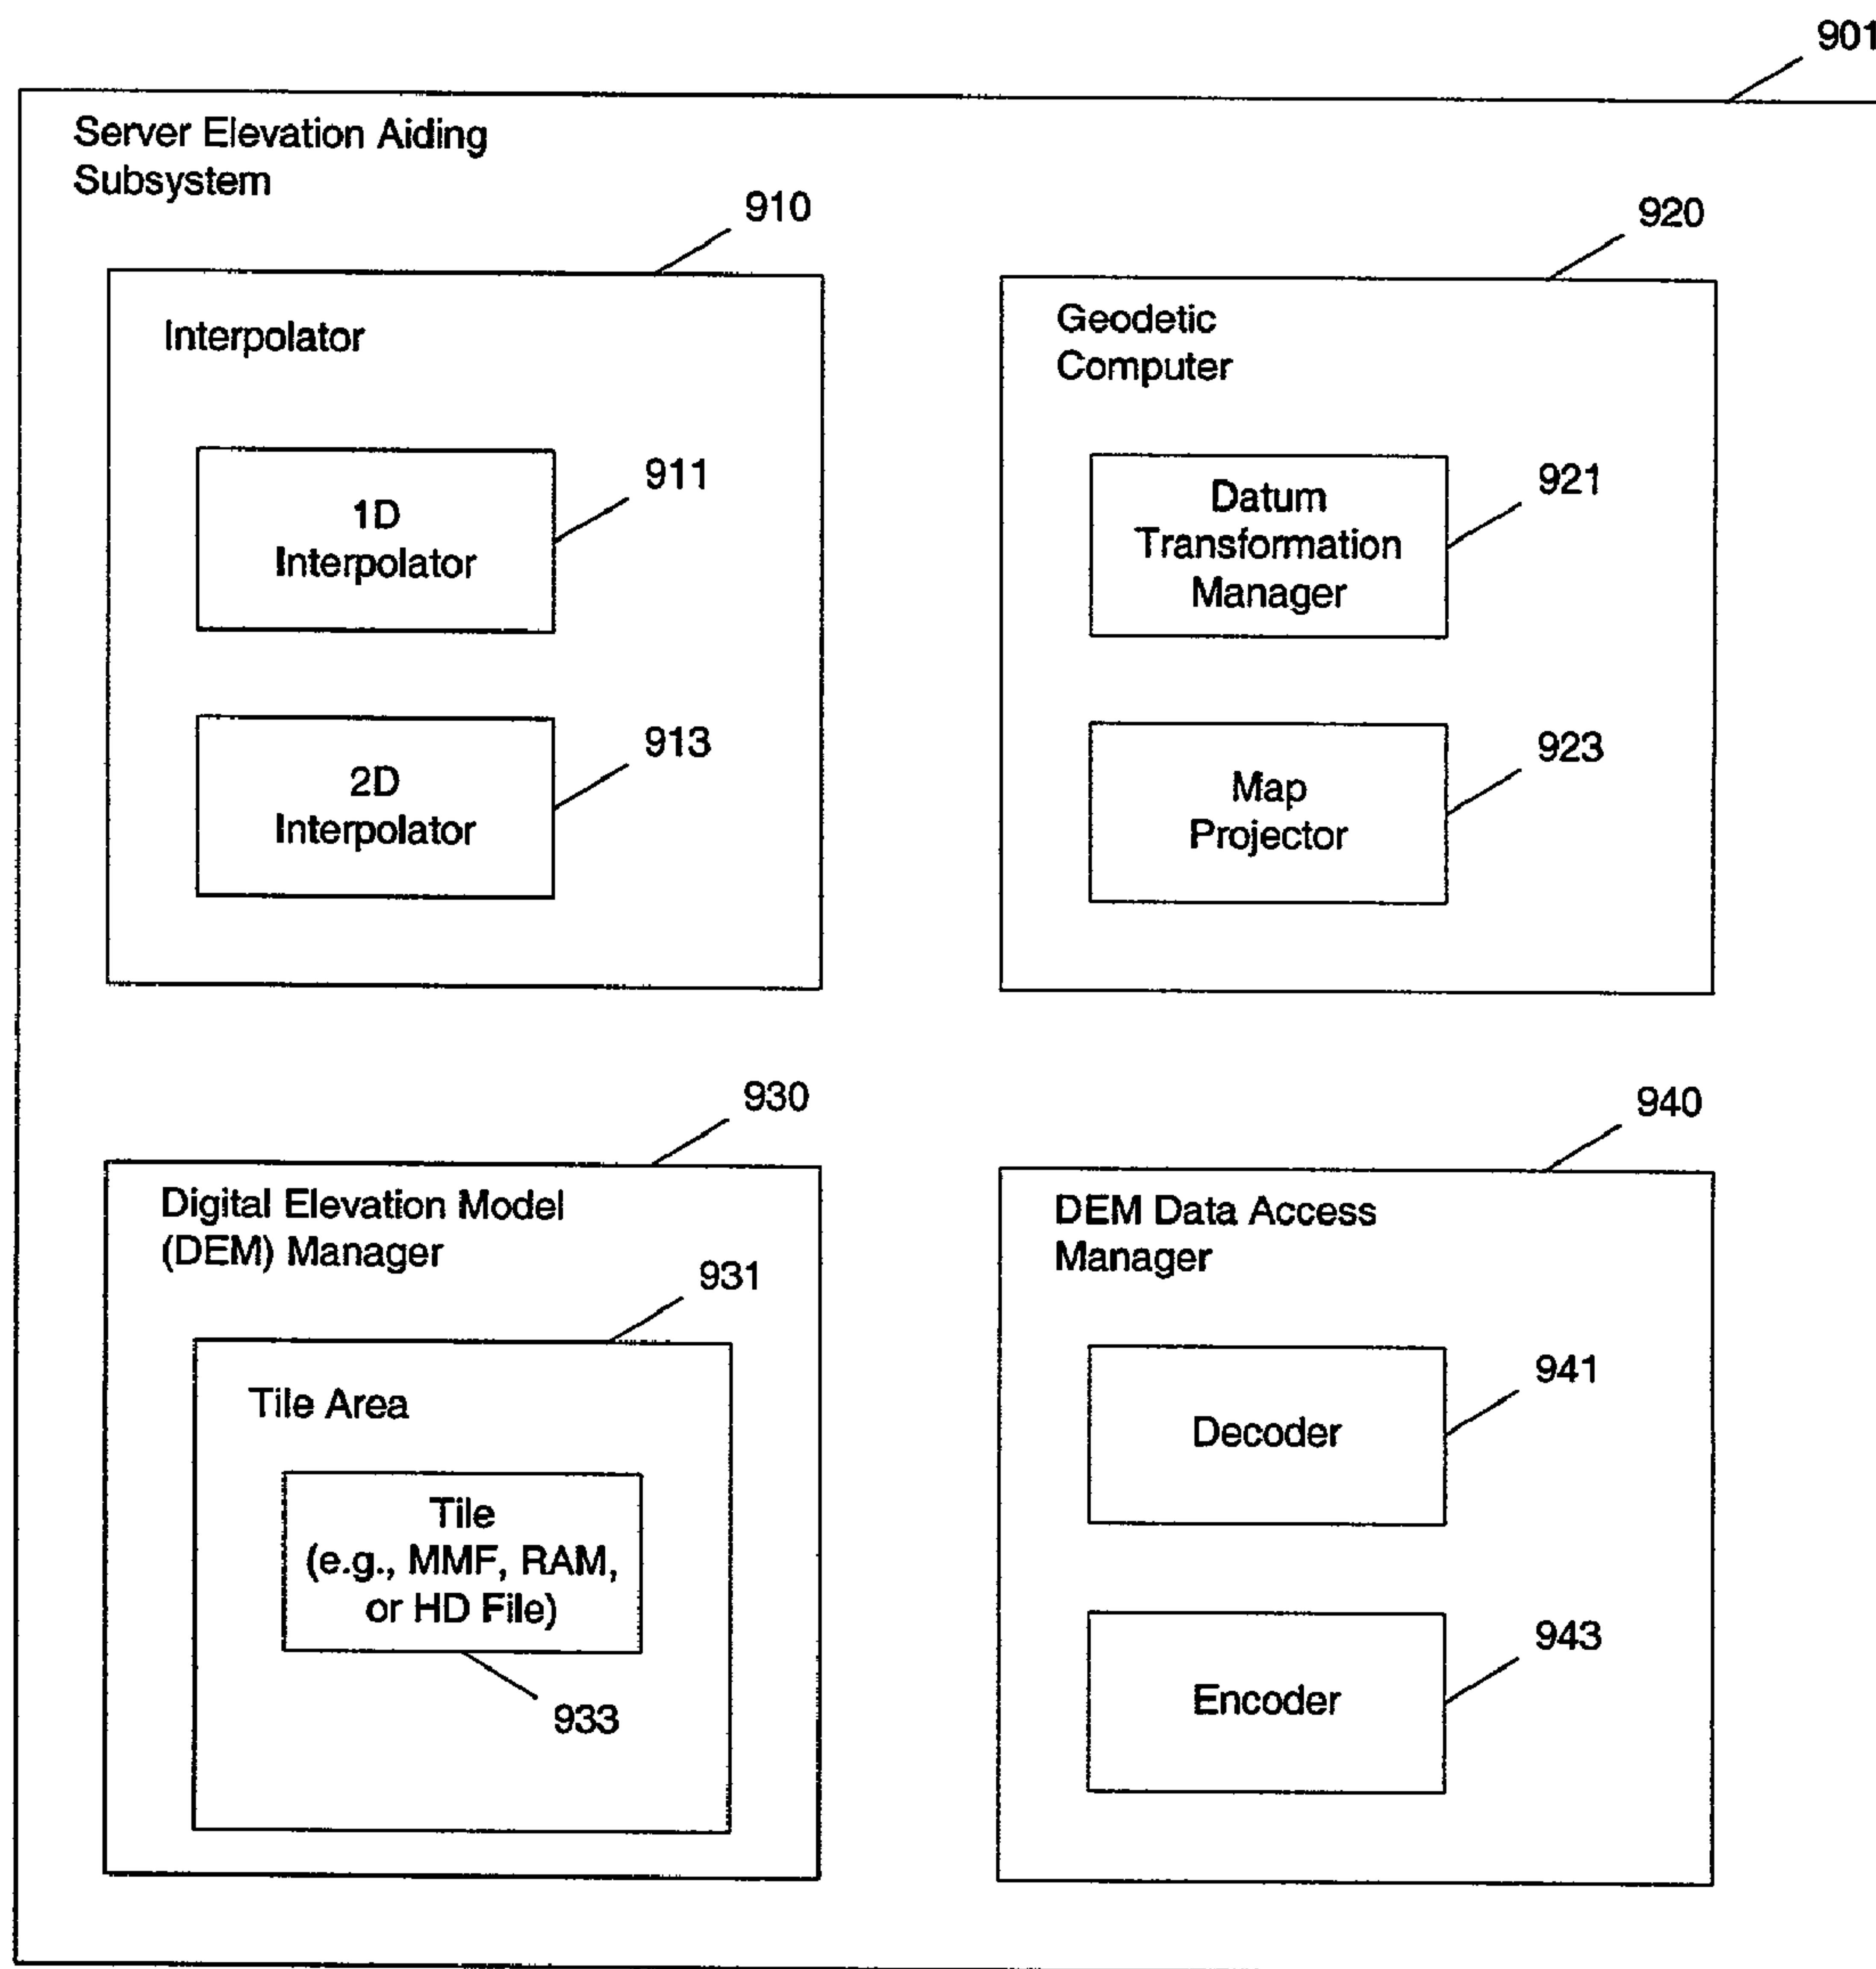 901
Server Elevation Aiding
Subsystem
910
920
Interpolator
Geodetic
Computer
1D
Interpolator
911
Datum
Transformation
Manager
921
2D
Interpolator
913
Map
Projector
923
930
940
Digital Elevation Model
(DEM) Manager
931
DEM Data Access
Manager
Tile Area
Tile
(e.g., MMF, RAM,
or HD File)
933
Decoder
941
Encoder
943